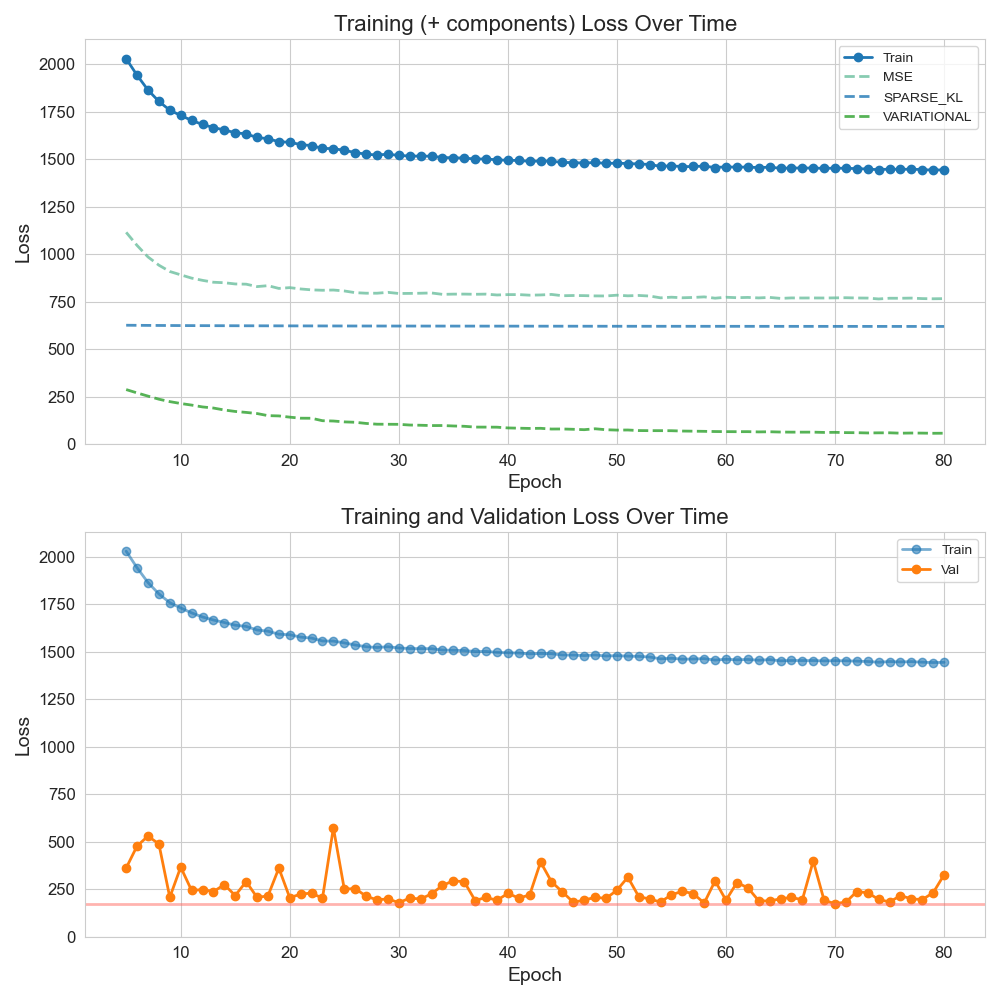 Training (+ components) Loss Over Time
Loss
2000
1750
1500
1250
1000
750
500
250
0
Train
MSE
SPARSE_KL
VARIATIONAL
10 20 30 40 50 60 70 80
Epoch
Training and Validation Loss Over Time
Loss
2000
1750
1500
1250
1000
750
500
250
0
Train
Val
10 20 30 40 50 60 70 80
Epoch